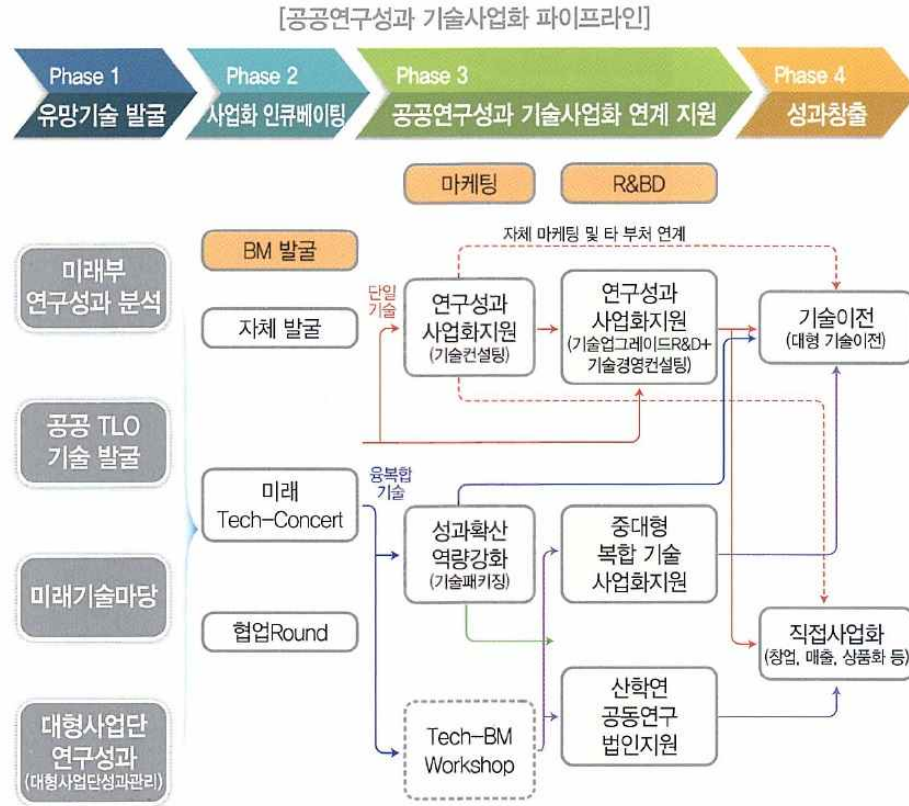 [공공연구성과 기술사업화 파이프라인]
Phase 1
유망기술 발굴
Phase 2
사업화 인큐베이팅
Phase 3
공공연구성과 기술사업화 연계 지원
Phase 4
성과창출
마케팅
R&BD
자체 마케팅 및 타 부처 연계
BM 발굴
미래부
연구성과 분석
자체 발굴
단일
기술
연구성과
사업화지원
(기술컨설팅)
연구성과
사업화지원
(기술업그레이드R&D+
기술경영컨설팅)
기술이전
(대형 기술이전)
공공 TLO
기술 발굴
미래
Tech-Concert
융복합
기술
성과확산
역량강화
(기술패키징)
중대형
복합 기술
사업화지원
미래기술마당
협업Round
직접사업화
(창업, 매출, 상품화 등)
대형사업단
연구성과
(대형사업단성과관리)
Tech-BM
Workshop
산학연
공동연구
법인지원